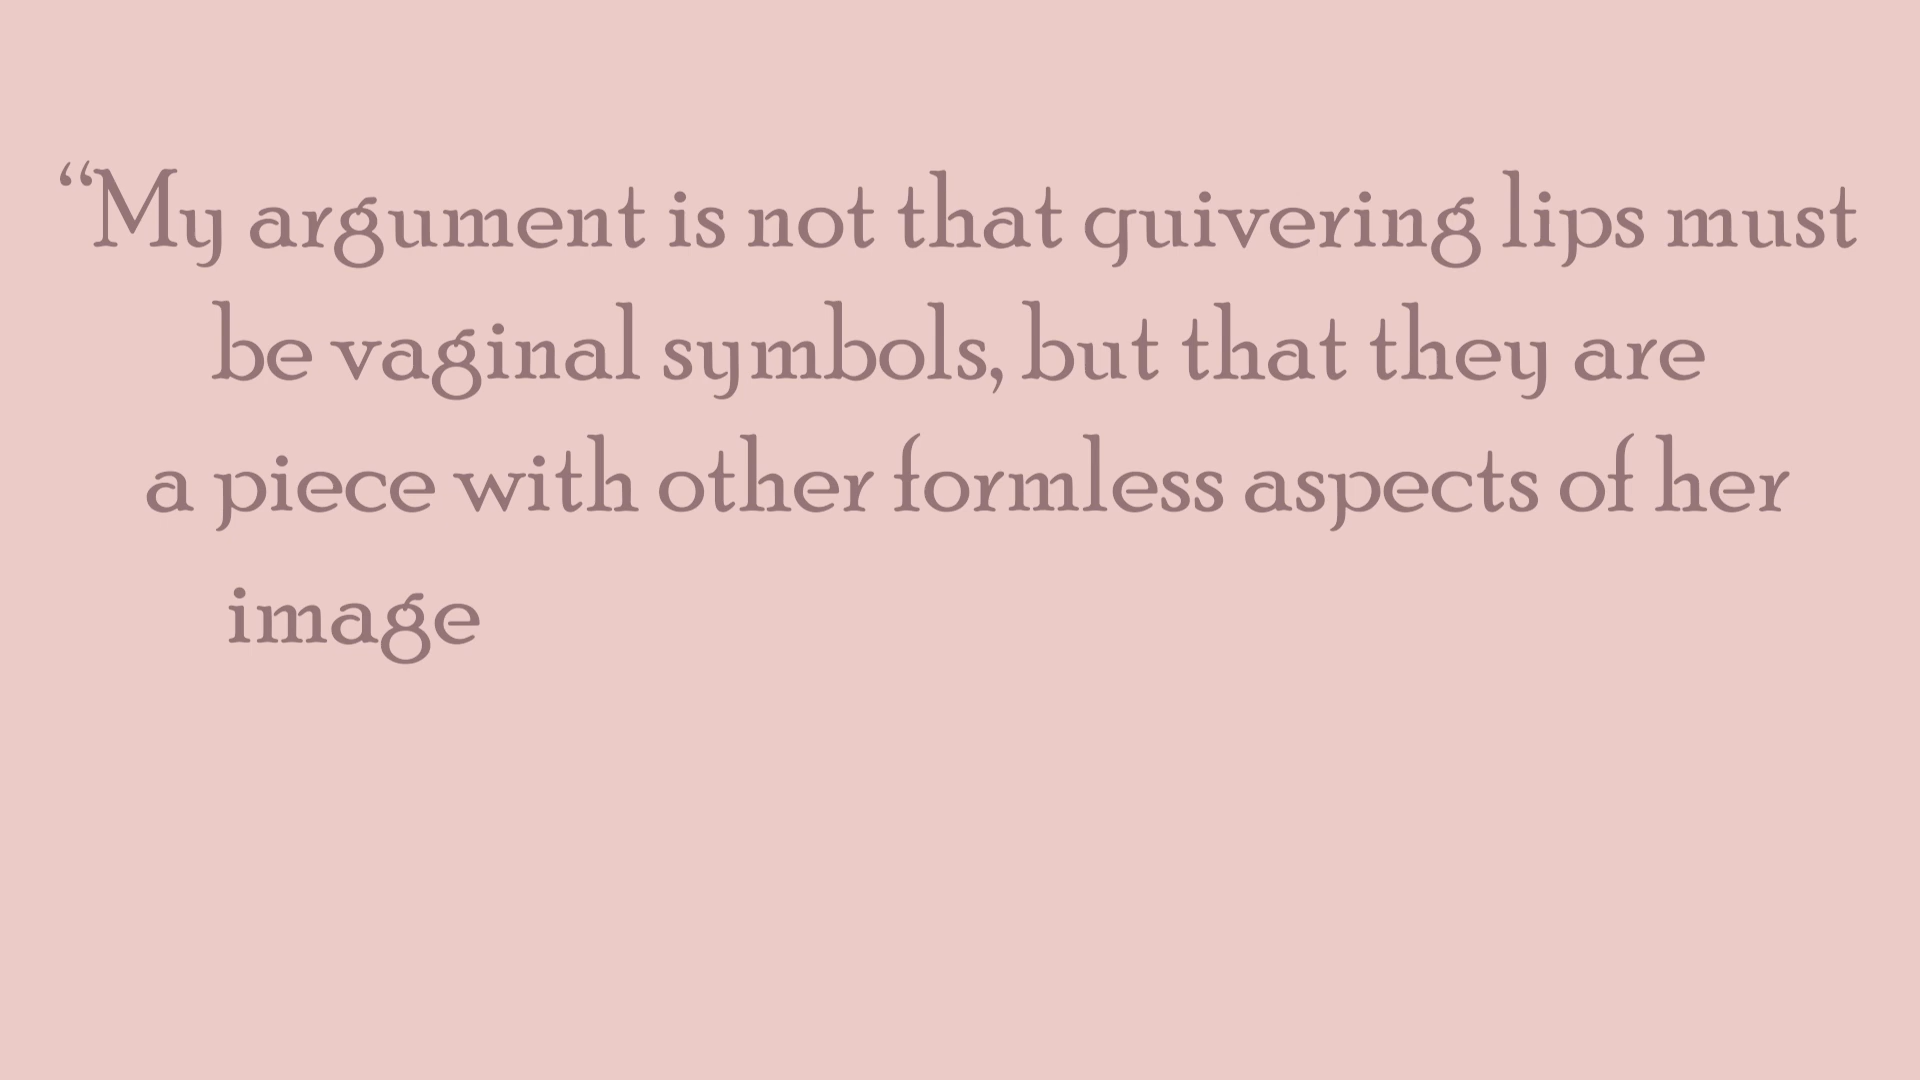 “My argument is not that quivering lips must
be vaginal symbols, but that they are
a piece with other formless aspects of her
image